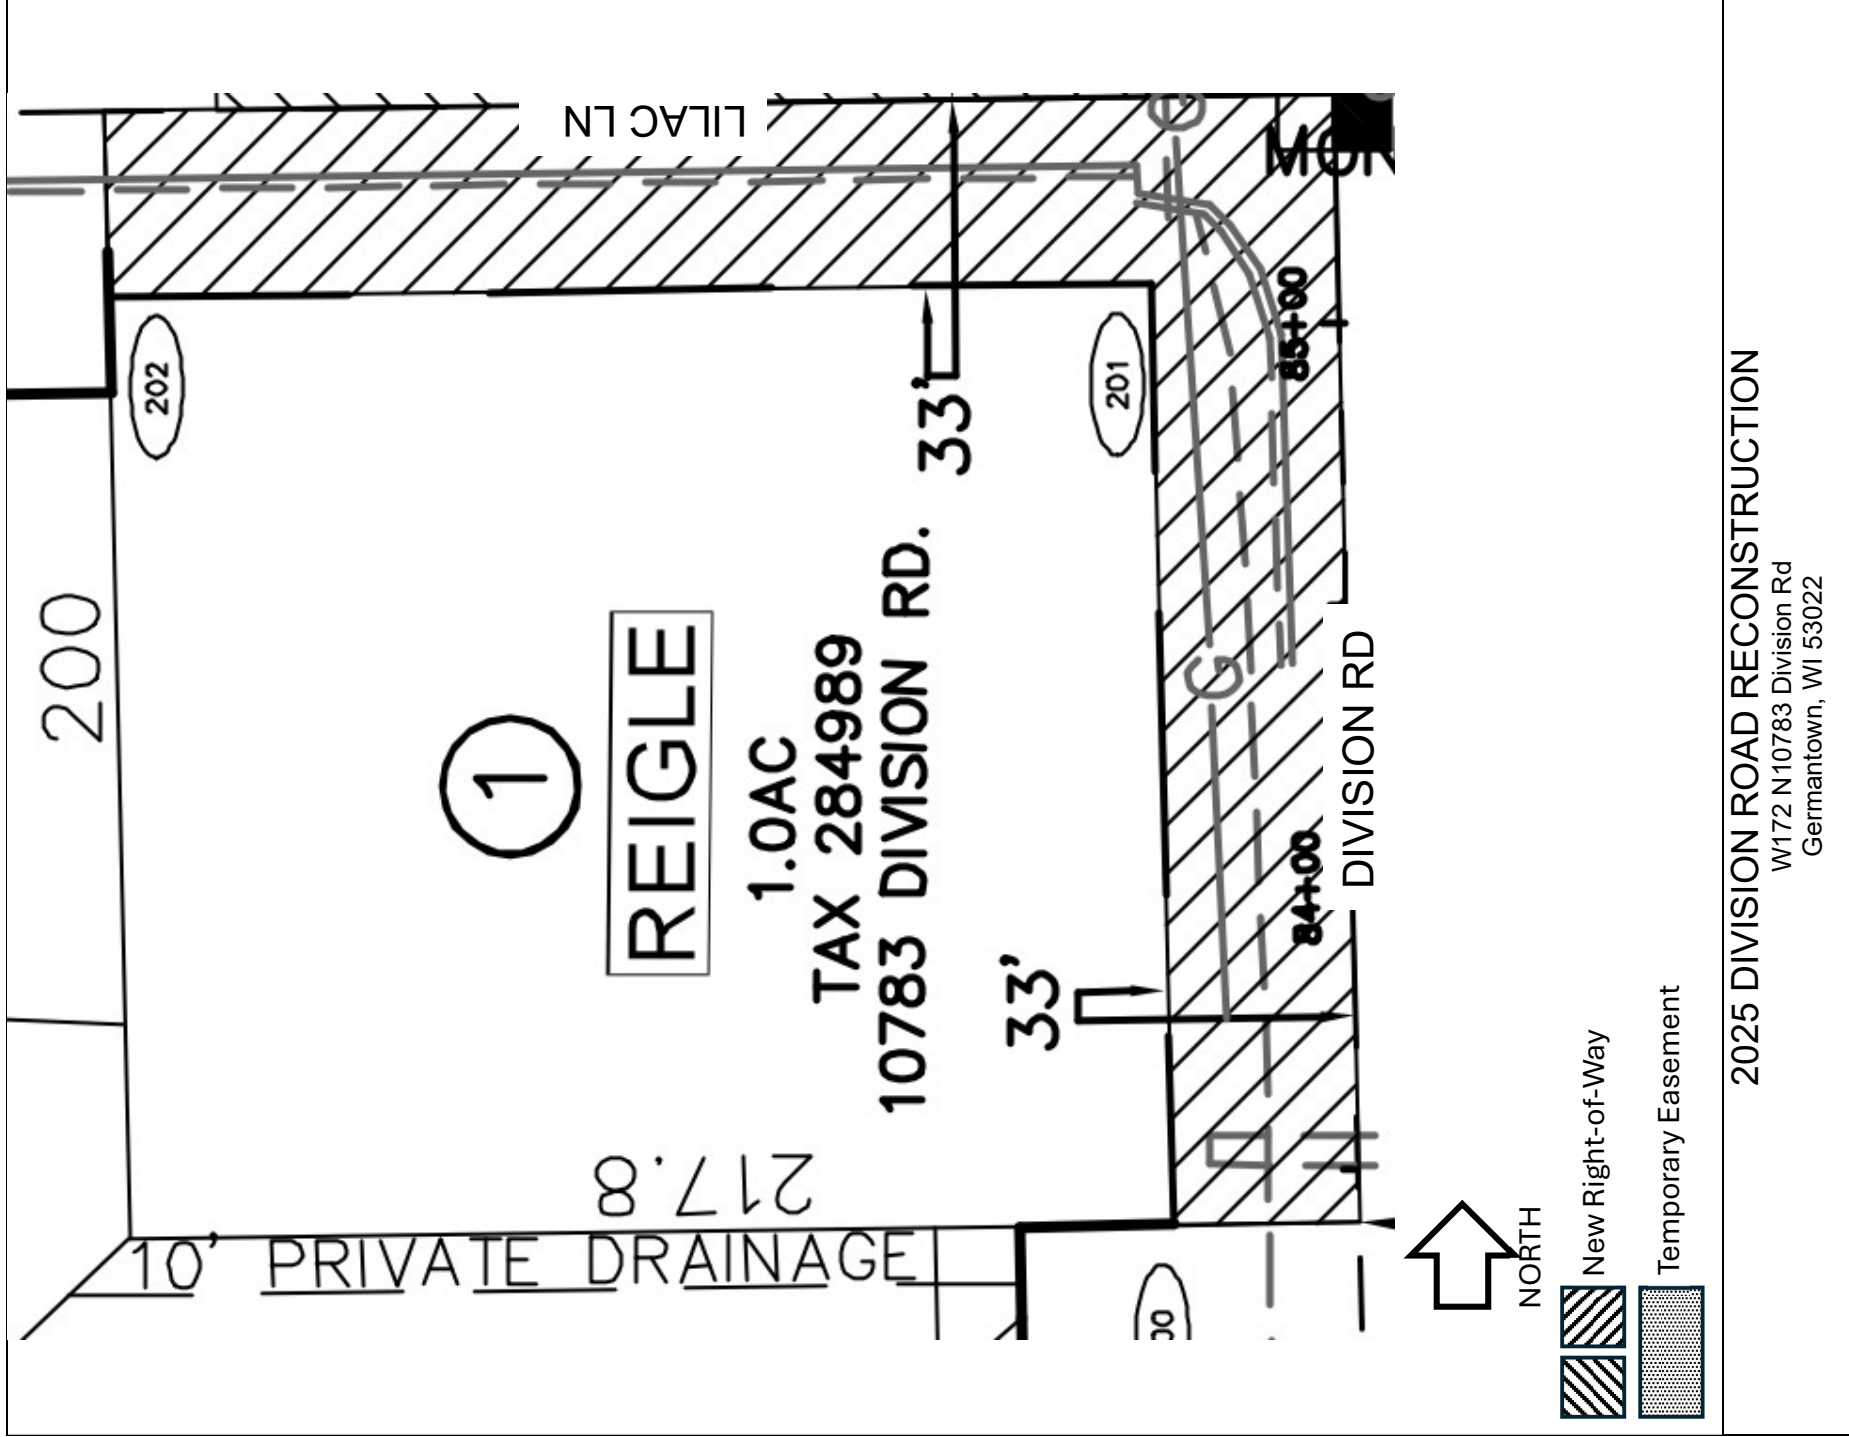 LILAC LN
202
33'
201
85+00
200
1
REIGLE
1.0AC
TAX 284989
10783 DIVISION RD.
33'
84+00
DIVISION RD
217.8
10' PRIVATE DRAINAGE
NORTH
New Right-of-Way
Temporary Easement
2025 DIVISION ROAD RECONSTRUCTION
W172 N10783 Division Rd
Germantown, WI 53022